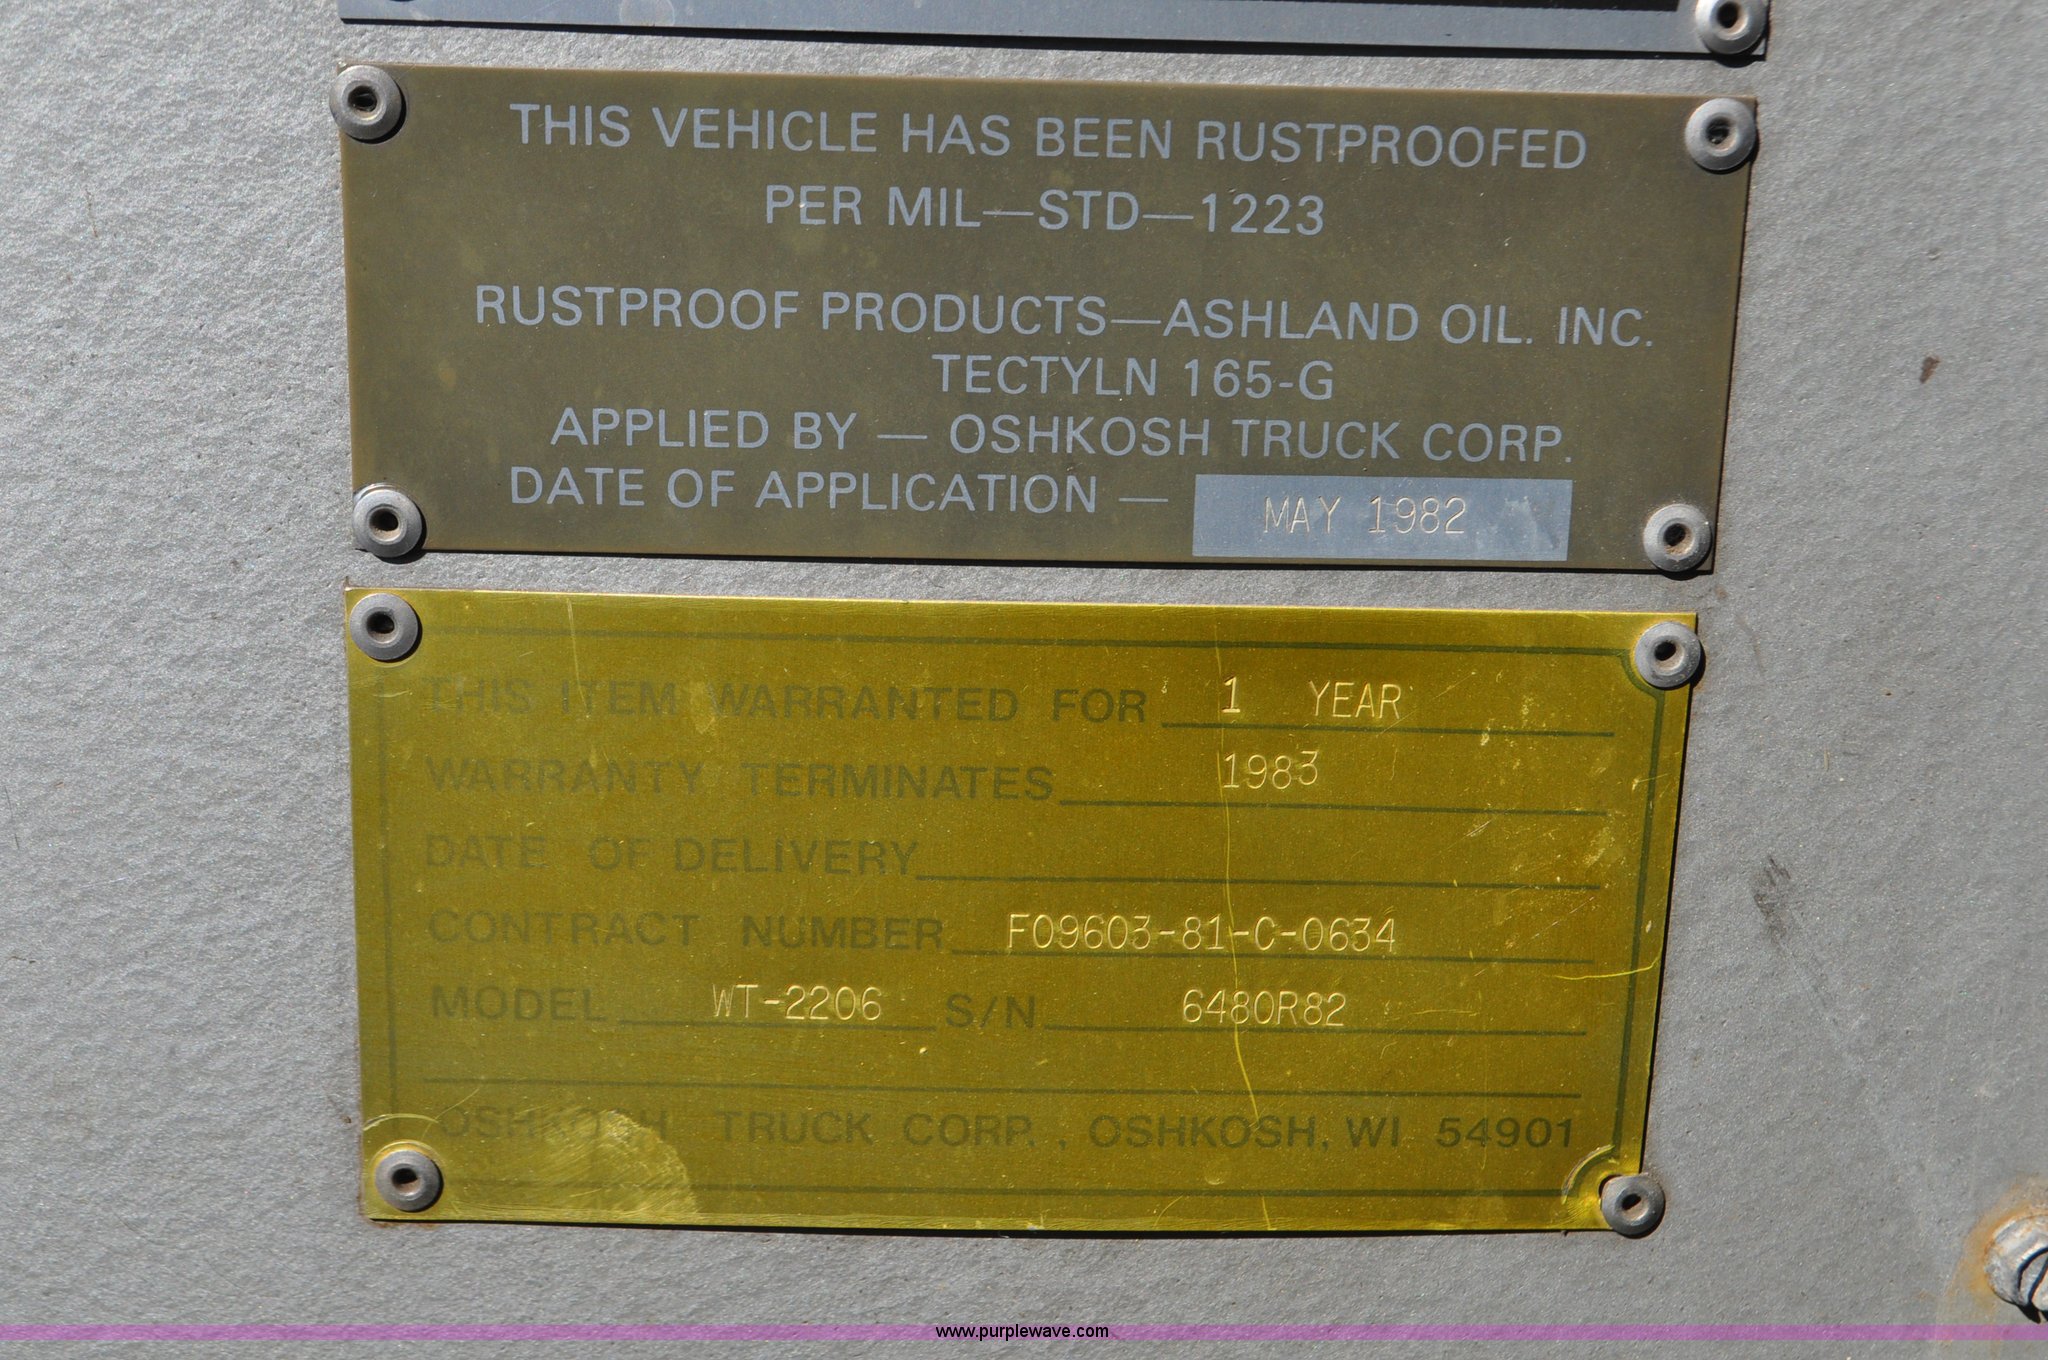 THIS VEHICLE HAS BEEN RUSTPROOFED
PER MIL—STD—1223
RUSTPROOF PRODUCTS—ASHLAND OIL. INC.
TECTYLN 165-G
APPLIED BY — OSHKOSH TRUCK CORP.
DATE OF APPLICATION — MAY 1982
THIS ITEM WARRANTED FOR 1 YEAR
WARRANTY TERMINATES 1983
DATE OF DELIVERY
CONTRACT NUMBER F09603-81-C-0634
MODEL WT-2206 S/N 6480R82
OSHKOSH TRUCK CORP., OSHKOSH, WI 54901
www.purplewave.com